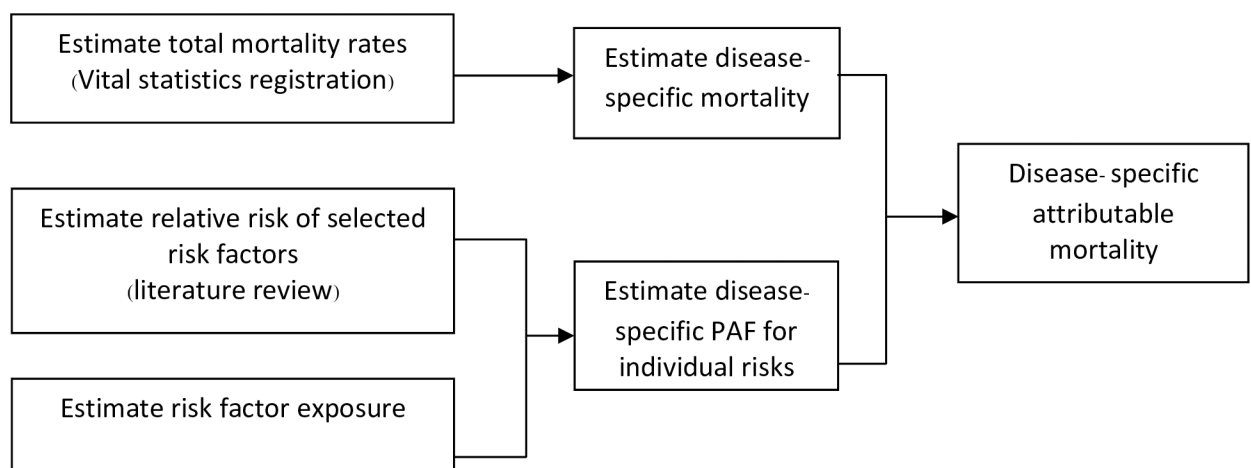 Estimate total mortality rates
(Vital statistics registration)
Estimate disease-
specific mortality
Disease- specific
attributable
mortality
Estimate relative risk of selected
risk factors
(literature review)
Estimate disease-
specific PAF for
individual risks
Estimate risk factor exposure